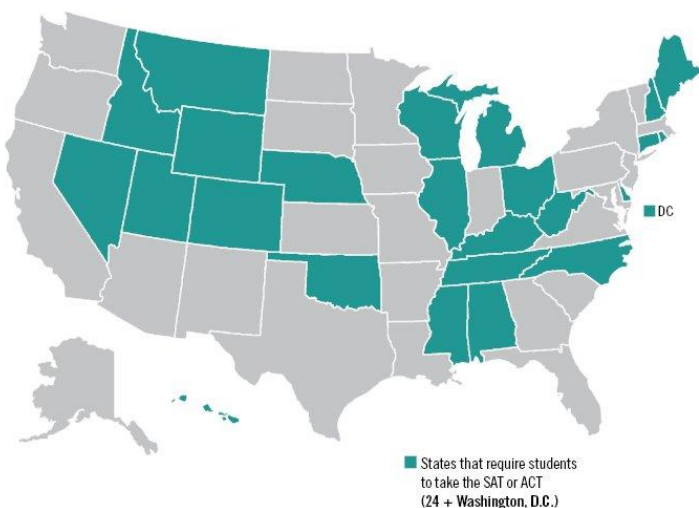 DC
States that require students
to take the SAT or ACT
(24 + Washington, D.C.)